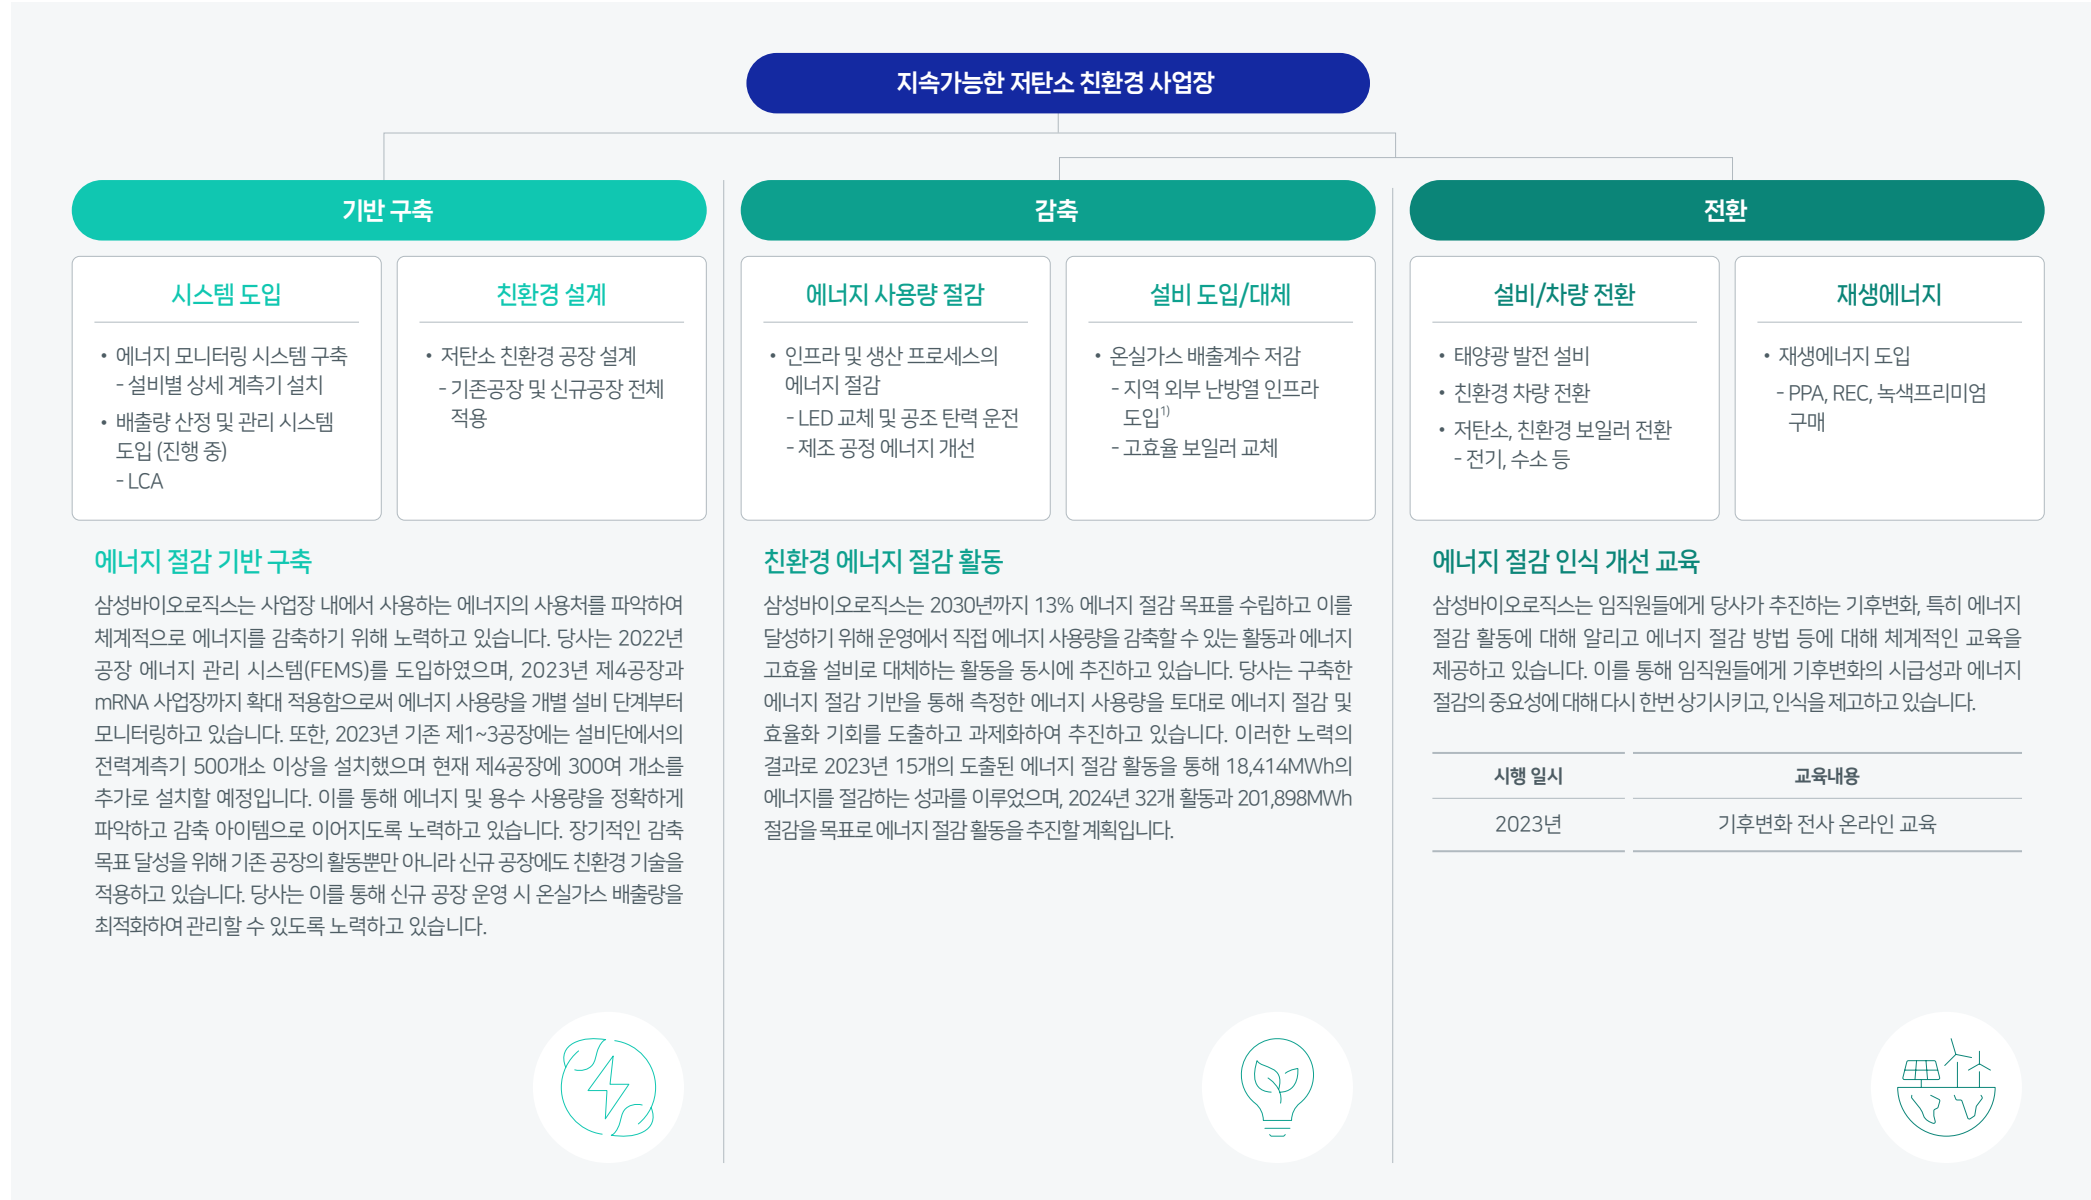 지속가능한 저탄소 친환경 사업장
기반 구축
시스템 도입
• 에너지 모니터링 시스템 구축
- 설비별 상세 계측기 설치
• 배출량 산정 및 관리 시스템
도입 (진행 중)
- LCA
친환경 설계
• 저탄소 친환경 공장 설계
- 기존공장 및 신규공장 전체
적용
에너지 절감 기반 구축
삼성바이오로직스는 사업장 내에서 사용하는 에너지의 사용처를 파악하여
체계적으로 에너지를 감축하기 위해 노력하고 있습니다. 당사는 2022년
공장 에너지 관리 시스템(FEMS)를 도입하였으며, 2023년 제4공장과
mRNA 사업장까지 확대 적용함으로써 에너지 사용량을 개별 설비 단계부터
모니터링하고 있습니다. 또한, 2023년 기존 제1~3공장에는 설비단에서의
전력계측기 500개소 이상을 설치했으며 현재 제4공장에 300여 개소를
추가로 설치할 예정입니다. 이를 통해 에너지 및 용수 사용량을 정확하게
파악하고 감축 아이템으로 이어지도록 노력하고 있습니다. 장기적인 감축
목표 달성을 위해 기존 공장의 활동뿐만 아니라 신규 공장에도 친환경 기술을
적용하고 있습니다. 당사는 이를 통해 신규 공장 운영 시 온실가스 배출량을
최적화하여 관리할 수 있도록 노력하고 있습니다.
감축
에너지 사용량 절감
• 인프라 및 생산 프로세스의
에너지 절감
- LED 교체 및 공조 탄력 운전
- 제조 공정 에너지 개선
설비 도입/대체
• 온실가스 배출계수 저감
- 지역 외부 난방열 인프라
도입1)
- 고효율 보일러 교체
친환경 에너지 절감 활동
삼성바이오로직스는 2030년까지 13% 에너지 절감 목표를 수립하고 이를
달성하기 위해 운영에서 직접 에너지 사용량을 감축할 수 있는 활동과 에너지
고효율 설비로 대체하는 활동을 동시에 추진하고 있습니다. 당사는 구축한
에너지 절감 기반을 통해 측정한 에너지 사용량을 토대로 에너지 절감 및
효율화 기회를 도출하고 과제화하여 추진하고 있습니다. 이러한 노력의
결과로 2023년 15개의 도출된 에너지 절감 활동을 통해 18,414MWh의
에너지를 절감하는 성과를 이루었으며, 2024년 32개 활동과 201,898MWh
절감을 목표로 에너지 절감 활동을 추진할 계획입니다.
전환
설비/차량 전환
• 태양광 발전 설비
• 친환경 차량 전환
• 저탄소, 친환경 보일러 전환
- 전기, 수소 등
재생에너지
• 재생에너지 도입
- PPA, REC, 녹색프리미엄
구매
에너지 절감 인식 개선 교육
삼성바이오로직스는 임직원들에게 당사가 추진하는 기후변화, 특히 에너지
절감 활동에 대해 알리고 에너지 절감 방법 등에 대해 체계적인 교육을
제공하고 있습니다. 이를 통해 임직원들에게 기후변화의 시급성과 에너지
절감의 중요성에 대해 다시 한번 상기시키고, 인식을 제고하고 있습니다.
시행 일시 교육내용
2023년 기후변화 전사 온라인 교육